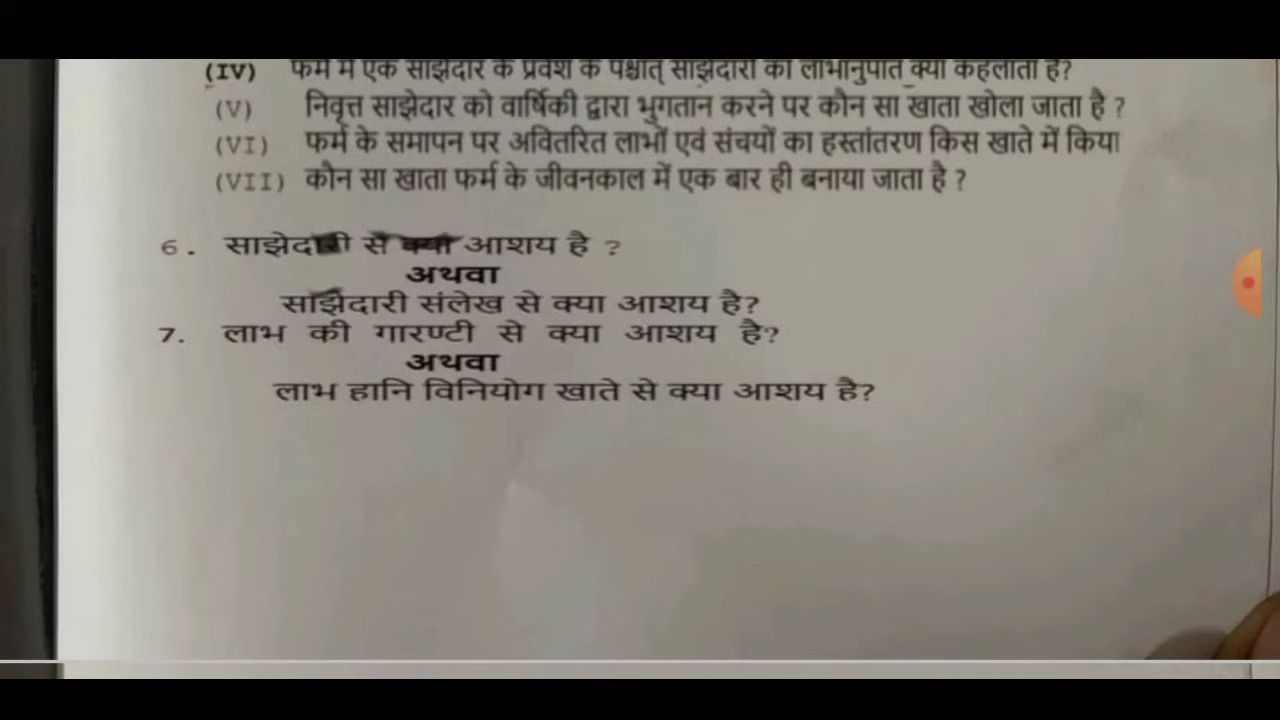 (IV) फर्म में एक साझेदार के प्रवेश के पश्चात् साझेदारों का लाभानुपात क्या कहलाता है?
(V) निवृत्त साझेदार को वार्षिकी द्वारा भुगतान करने पर कौन सा खाता खोला जाता है ?
(VI) फर्म के समापन पर अवितरित लाभों एवं संचयों का हस्तांतरण किस खाते में किया
(VII) कौन सा खाता फर्म के जीवनकाल में एक बार ही बनाया जाता है ?
6. साझेदारी से क्या आशय है ?
अथवा
साझेदारी संलेख से क्या आशय है?
7. लाभ की गारण्टी से क्या आशय है?
अथवा
लाभ हानि विनियोग खाते से क्या आशय है?